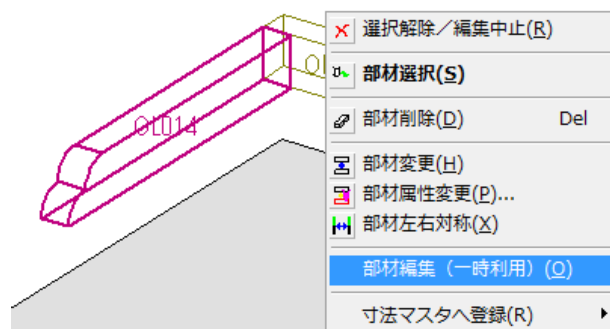 選択解除／編集中止(R)
部材選択(S)
部材削除(D) Del
部材変更(H)
部材属性変更(P)...
部材左右対称(X)
部材編集（一時利用）(O)
寸法マスタへ登録(R)
OL014